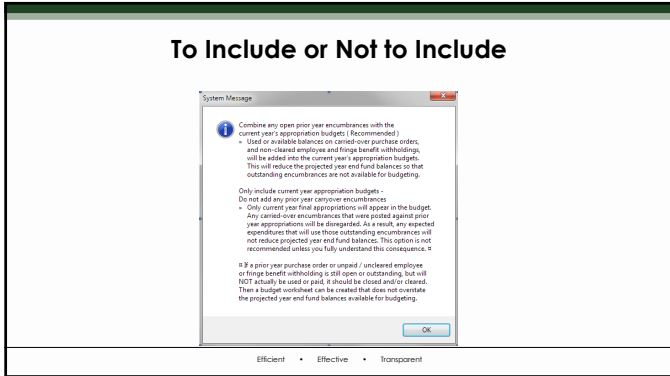 To Include or Not to Include
System Message
Combine any open prior year encumbrances with the
current year's appropriation budgets ( Recommended )
» Used or available balances on carried-over purchase orders,
and non-cleared employee and fringe benefit withholdings,
will be added into the current year's appropriation budgets.
This will reduce the projected year end fund balances so that
outstanding encumbrances are not available for budgeting.
Only include current year appropriation budgets -
Do not add any prior year carryover encumbrances
» Only current year final appropriations will appear in the budget.
Any carried-over encumbrances that were posted against prior
year appropriations will be disregarded. As a result, any expected
expenditures that will use those outstanding encumbrances will
not reduce projected year end fund balances. This option is not
recommended unless you fully understand this consequence. ¤
¤ If a prior year purchase order or unpaid / uncleared employee
or fringe benefit withholding is still open or outstanding, but will
NOT actually be used or paid, it should be closed and/or cleared.
Then a budget worksheet can be created that does not overstate
the projected year end fund balances available for budgeting.
OK
Efficient • Effective • Transparent